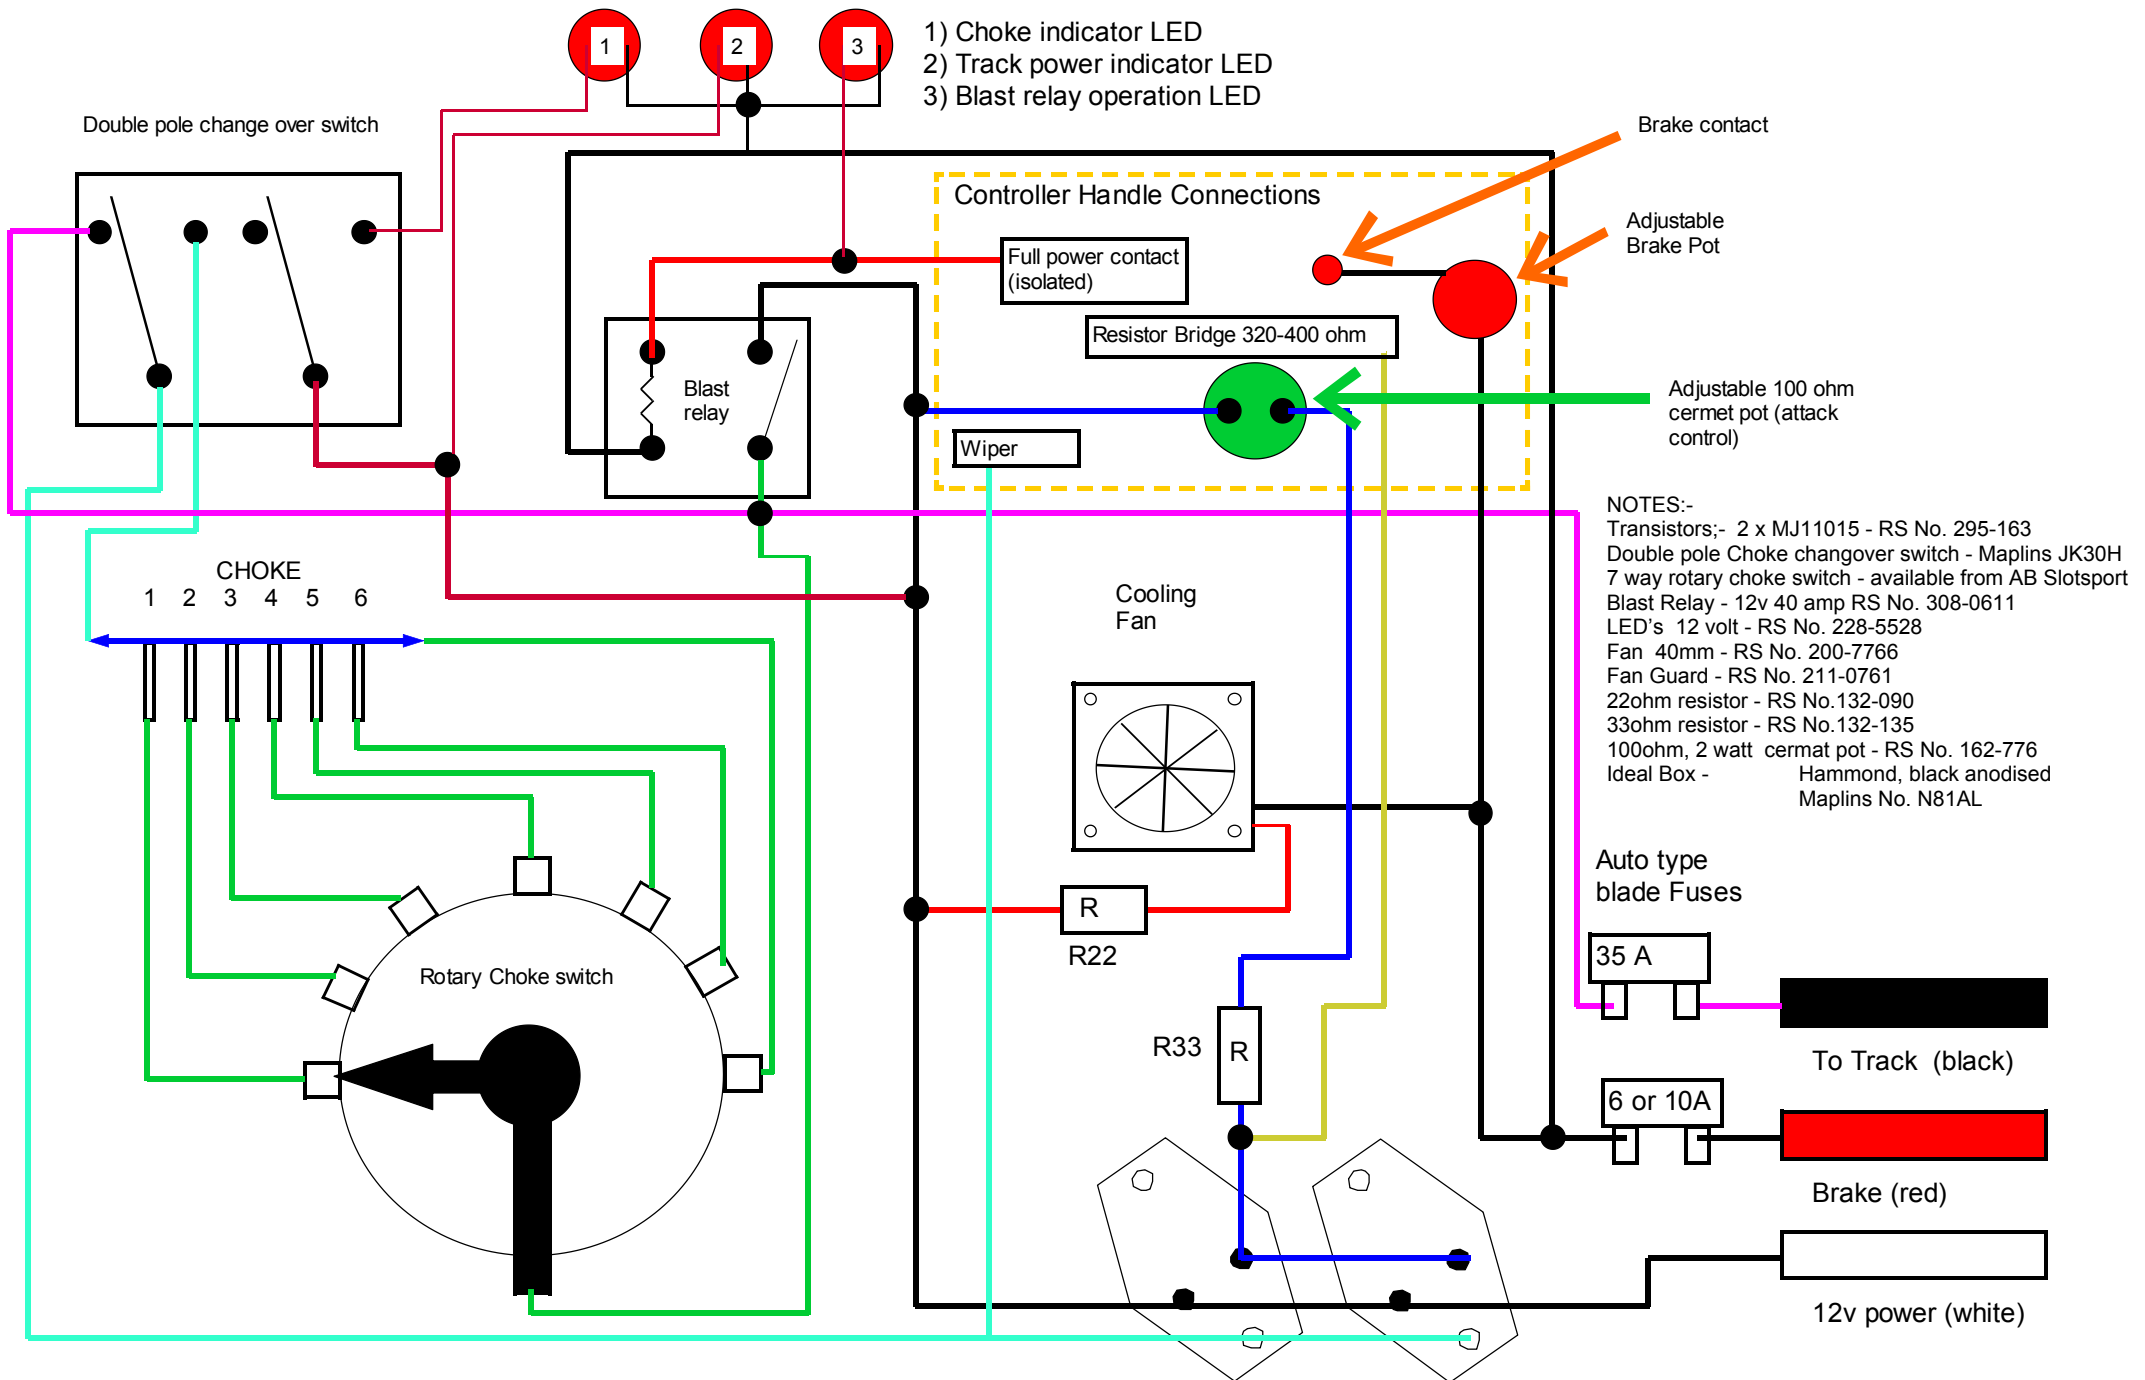 1
2
3
1) Choke indicator LED
2) Track power indicator LED
3) Blast relay operation LED
Double pole change over switch
Brake contact
Controller Handle Connections
Adjustable
Brake Pot
Full power contact
(isolated)
Resistor Bridge 320-400 ohm
Blast
relay
Adjustable 100 ohm
cermet pot (attack
control)
Wiper
NOTES:-
Transistors;- 2 x MJ11015 - RS No. 295-163
Double pole Choke changover switch - Maplins JK30H
7 way rotary choke switch - available from AB Slotsport
Blast Relay - 12v 40 amp RS No. 308-0611
LED's 12 volt - RS No. 228-5528
Fan 40mm - RS No. 200-7766
Fan Guard - RS No. 211-0761
22ohm resistor - RS No.132-090
33ohm resistor - RS No.132-135
100ohm, 2 watt cermat pot - RS No. 162-776
Ideal Box - Hammond, black anodised
Maplins No. N81AL
CHOKE
1 2 3 4 5 6
Cooling
Fan
Auto type
blade Fuses
R
R22
35 A
Rotary Choke switch
R33
R
To Track (black)
6 or 10A
Brake (red)
12v power (white)